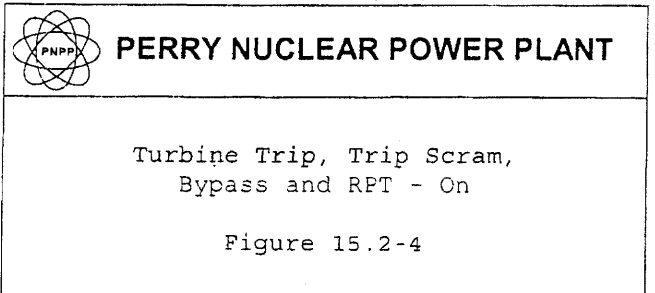 PNPP
PERRY NUCLEAR POWER PLANT
Turbine Trip, Trip Scram,
Bypass and RPT - On
Figure 15.2-4